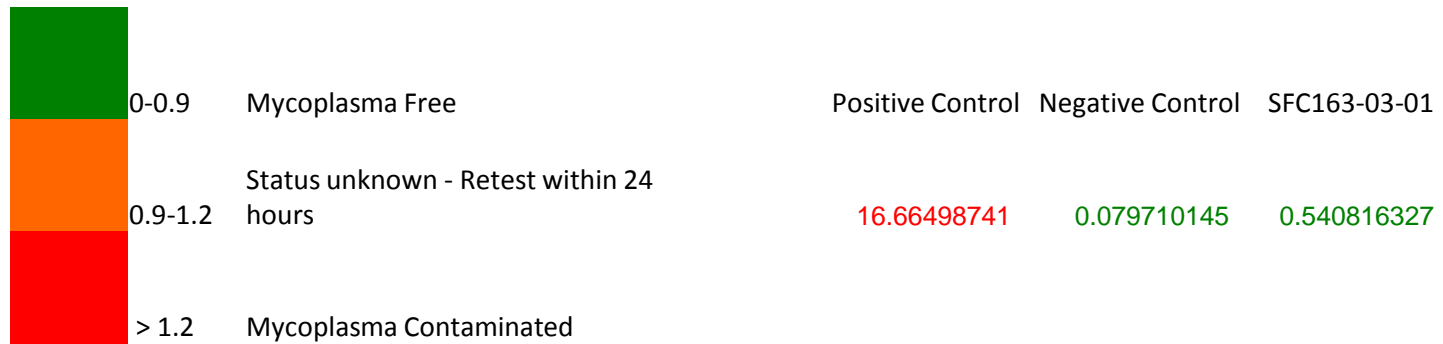 0-0.9 Mycoplasma Free Positive Control Negative Control SFC163-03-01
Status unknown - Retest within 24
0.9-1.2 hours 16.66498741 0.079710145 0.540816327
> 1.2 Mycoplasma Contaminated